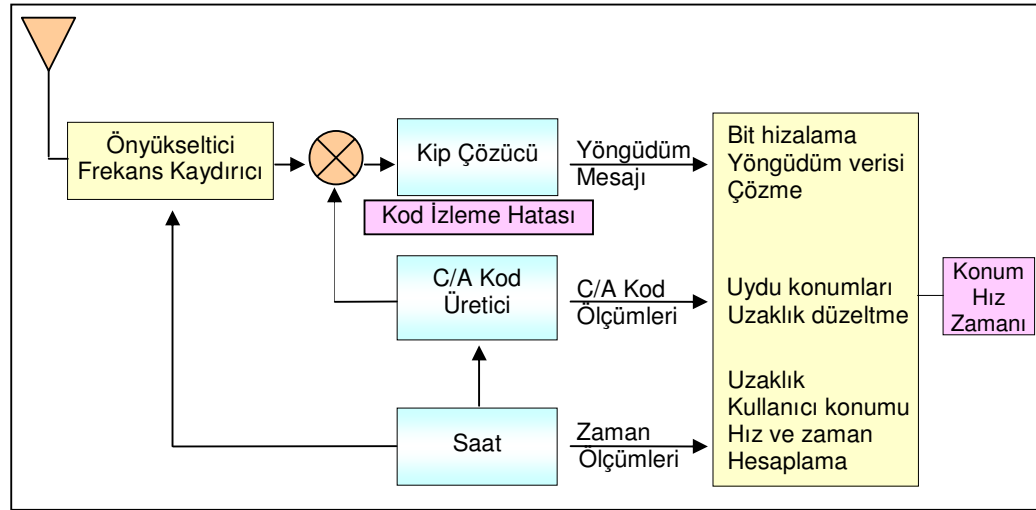 Önyükseltici
Frekans Kaydırıcı
Kip Çözücü
Yöngüdüm
Mesajı
Bit hizalama
Yöngüdüm verisi
Çözme
Kod İzleme Hatası
C/A Kod
Üretici
C/A Kod
Ölçümleri
Uydu konumları
Uzaklık düzeltme
Konum
Hız
Zamanı
Saat
Zaman
Ölçümleri
Uzaklık
Kullanıcı konumu
Hız ve zaman
Hesaplama